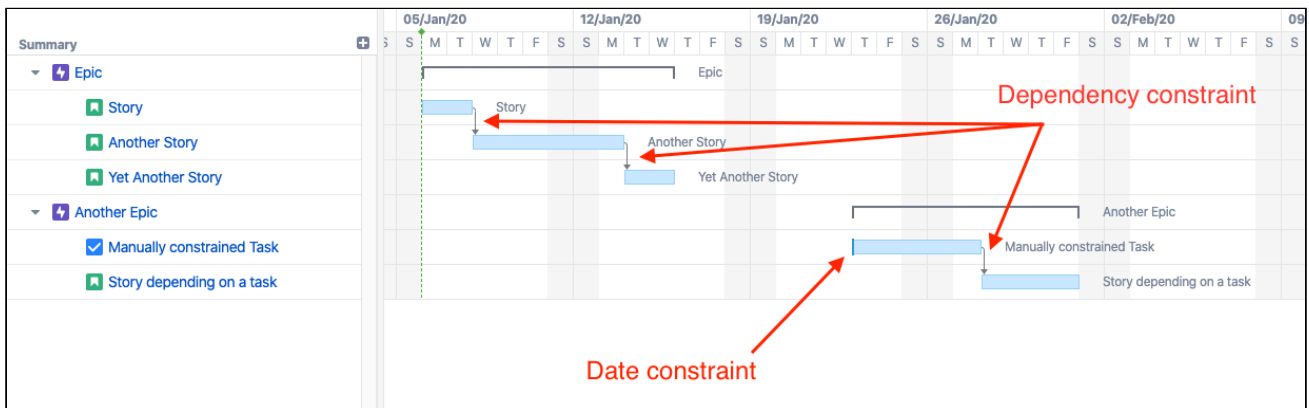 05/Jan/20 12/Jan/20 19/Jan/20 26/Jan/20 02/Feb/20 09
Summary S S M T W T F S S M T W T F S S M T W T F S S M T W T F S S M T W T F S S
Epic Epic
Story Story
Dependency constraint
Another Story Another Story
Yet Another Story Yet Another Story
Another Epic Another Epic
Manually constrained Task Manually constrained Task
Story depending on a task Story depending on a task
Date constraint